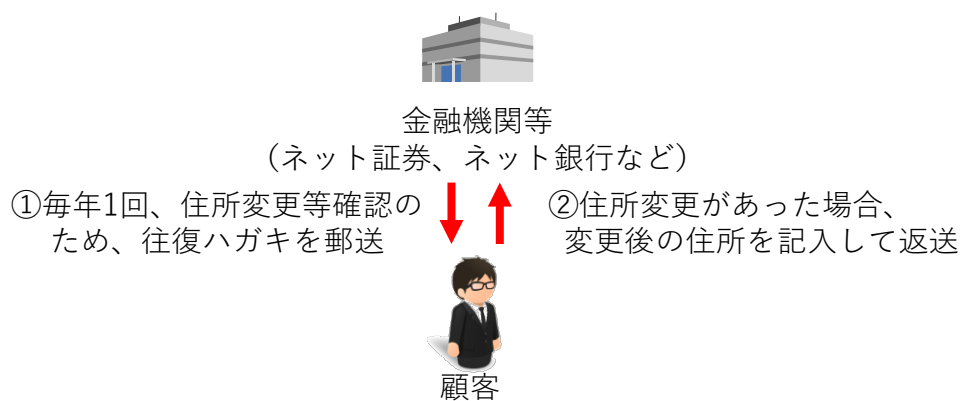 金融機関等
（ネット証券、ネット銀行など）
①毎年1回、住所変更等確認の
ため、往復ハガキを郵送
②住所変更があった場合、
変更後の住所を記入して返送
顧客